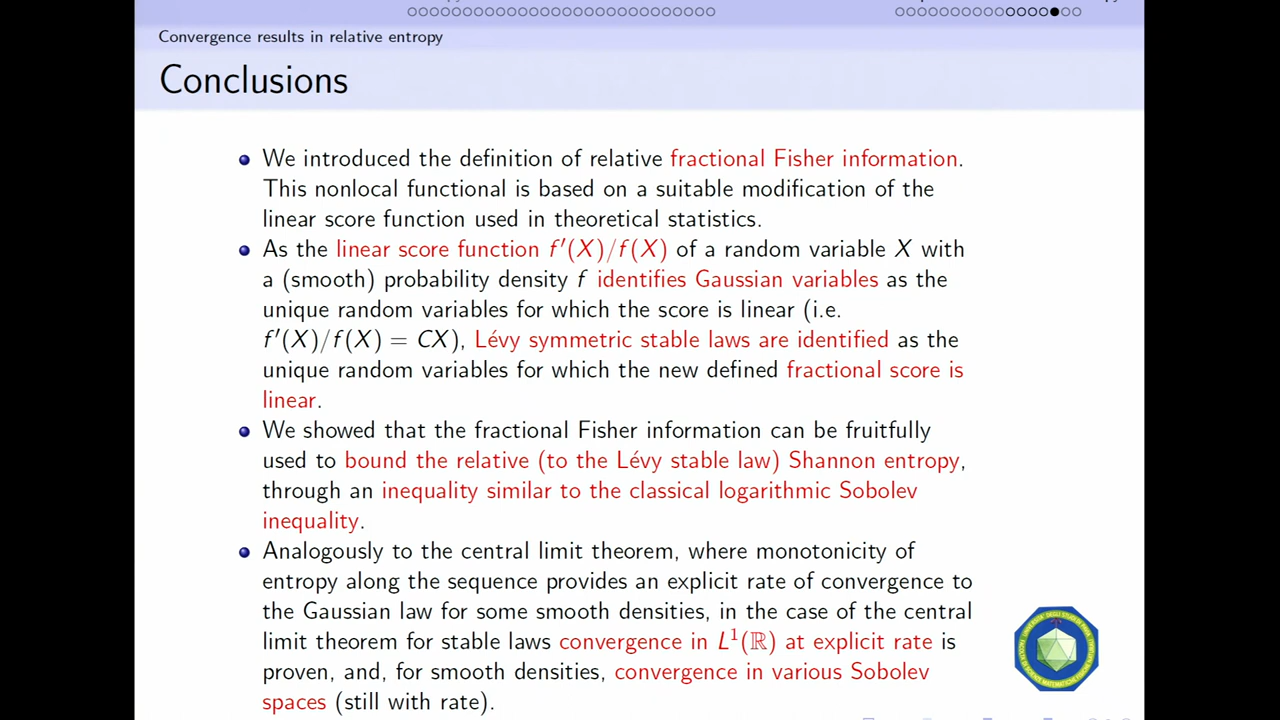 Convergence results in relative entropy
Conclusions
We introduced the definition of relative fractional Fisher information.
This nonlocal functional is based on a suitable modification of the
linear score function used in theoretical statistics.
As the linear score function f′(X)/f(X) of a random variable X with
a (smooth) probability density f identifies Gaussian variables as the
unique random variables for which the score is linear (i.e.
f′(X)/f(X) = CX), Lévy symmetric stable laws are identified as the
unique random variables for which the new defined fractional score is
linear.
We showed that the fractional Fisher information can be fruitfully
used to bound the relative (to the Lévy stable law) Shannon entropy,
through an inequality similar to the classical logarithmic Sobolev
inequality.
Analogously to the central limit theorem, where monotonicity of
entropy along the sequence provides an explicit rate of convergence to
the Gaussian law for some smooth densities, in the case of the central
limit theorem for stable laws convergence in L¹(ℝ) at explicit rate is
proven, and, for smooth densities, convergence in various Sobolev
spaces (still with rate).